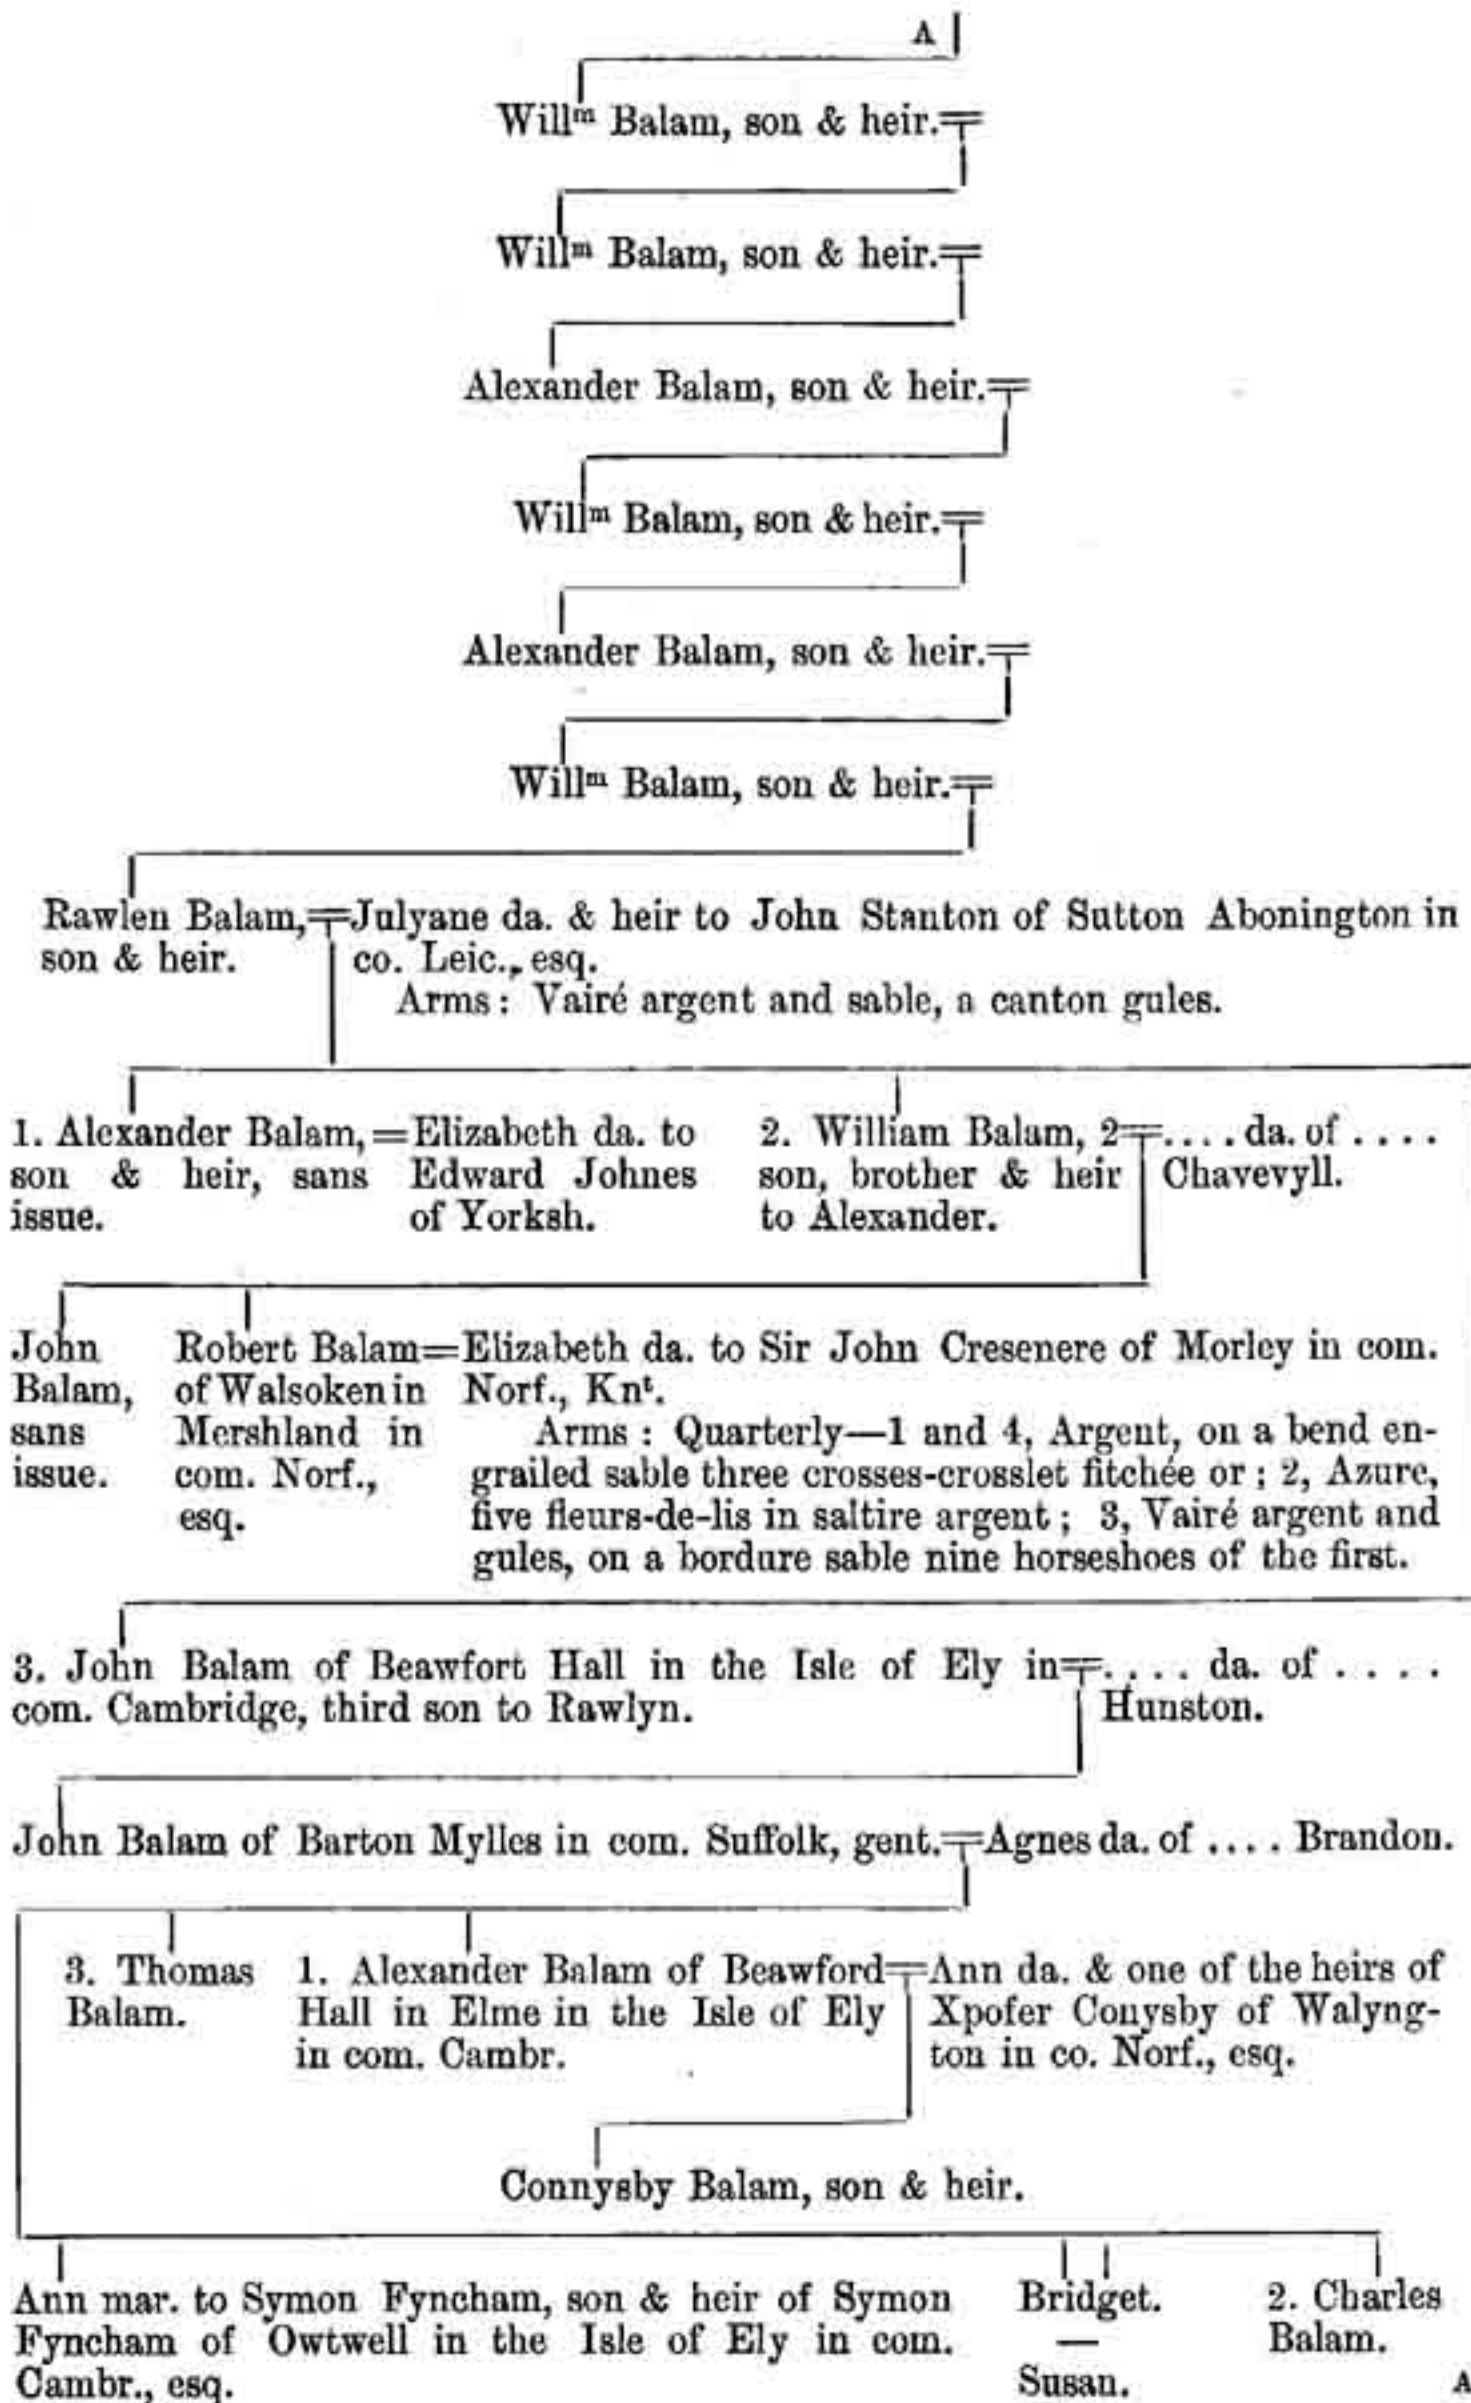 A
Willᵐ Balam, son & heir.
Willᵐ Balam, son & heir.
Alexander Balam, son & heir.
Willᵐ Balam, son & heir.
Alexander Balam, son & heir.
Willᵐ Balam, son & heir.
Rawlen Balam,
son & heir.
Julyane da. & heir to John Stanton of Sutton Abonington in
co. Leic., esq.
Arms: Vairé argent and sable, a canton gules.
1. Alexander Balam,
son & heir, sans
issue.
=Elizabeth da. to
Edward Johnes
of Yorksh.
2. William Balam, 2
son, brother & heir
to Alexander.
.... da. of ....
Chavevyll.
John
Balam,
sans
issue.
Robert Balam
of Walsoken in
Mershland in
com. Norf.,
esq.
=Elizabeth da. to Sir John Cresenere of Morley in com.
Norf., Knᵗ.
Arms: Quarterly—1 and 4, Argent, on a bend en-
grailed sable three crosses-crosslet fitchée or; 2, Azure,
five fleurs-de-lis in saltire argent; 3, Vairé argent and
gules, on a bordure sable nine horseshoes of the first.
3. John Balam of Beawfort Hall in the Isle of Ely in
com. Cambridge, third son to Rawlyn.
.... da. of ....
Hunston.
John Balam of Barton Mylles in com. Suffolk, gent.
Agnes da. of .... Brandon.
3. Thomas
Balam.
1. Alexander Balam of Beawford
Hall in Elme in the Isle of Ely
in com. Cambr.
Ann da. & one of the heirs of
Xpofer Conysby of Walyng-
ton in co. Norf., esq.
Connysby Balam, son & heir.
Ann mar. to Symon Fyncham, son & heir of Symon
Fyncham of Owtwell in the Isle of Ely in com.
Cambr., esq.
Bridget.
—
Susan.
2. Charles
Balam.
A